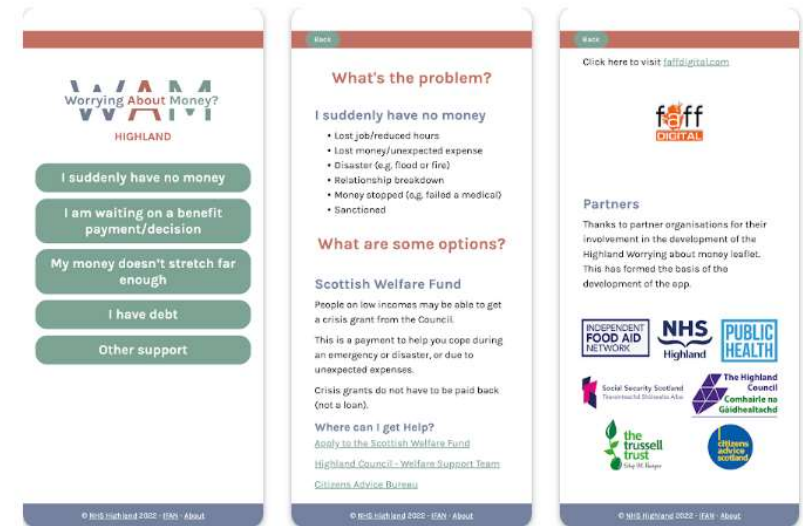 WAM
Worrying About Money?
HIGHLAND
I suddenly have no money
I am waiting on a benefit
payment/decision
My money doesn't stretch far
enough
I have debt
Other support
© NHS Highland 2022 - IFAN - About
Back
What's the problem?
I suddenly have no money
• Lost job/reduced hours
• Lost money/unexpected expense
• Disaster (e.g. flood or fire)
• Relationship breakdown
• Money stopped (e.g. failed a medical)
• Sanctioned
What are some options?
Scottish Welfare Fund
People on low incomes may be able to get
a crisis grant from the Council.
This is a payment to help you cope during
an emergency or disaster, or due to
unexpected expenses.
Crisis grants do not have to be paid back
(not a loan).
Where can I get Help?
Apply to the Scottish Welfare Fund
Highland Council - Welfare Support Team
Citizens Advice Bureau
© NHS Highland 2022 - IFAN - About
Back
Click here to visit faffdigital.com
faff
DIGITAL
Partners
Thanks to partner organisations for their
involvement in the development of the
Highland Worrying about money leaflet.
This has formed the basis of the
development of the app.
INDEPENDENT
FOOD AID
NETWORK
NHS
Highland
PUBLIC
HEALTH
Social Security Scotland
Tèarainteachd Shòisealta Alba
The Highland
Council
Comhairle na
Gàidhealtachd
the
trussell
trust
citizens
advice
scotland
© NHS Highland 2022 - IFAN - About